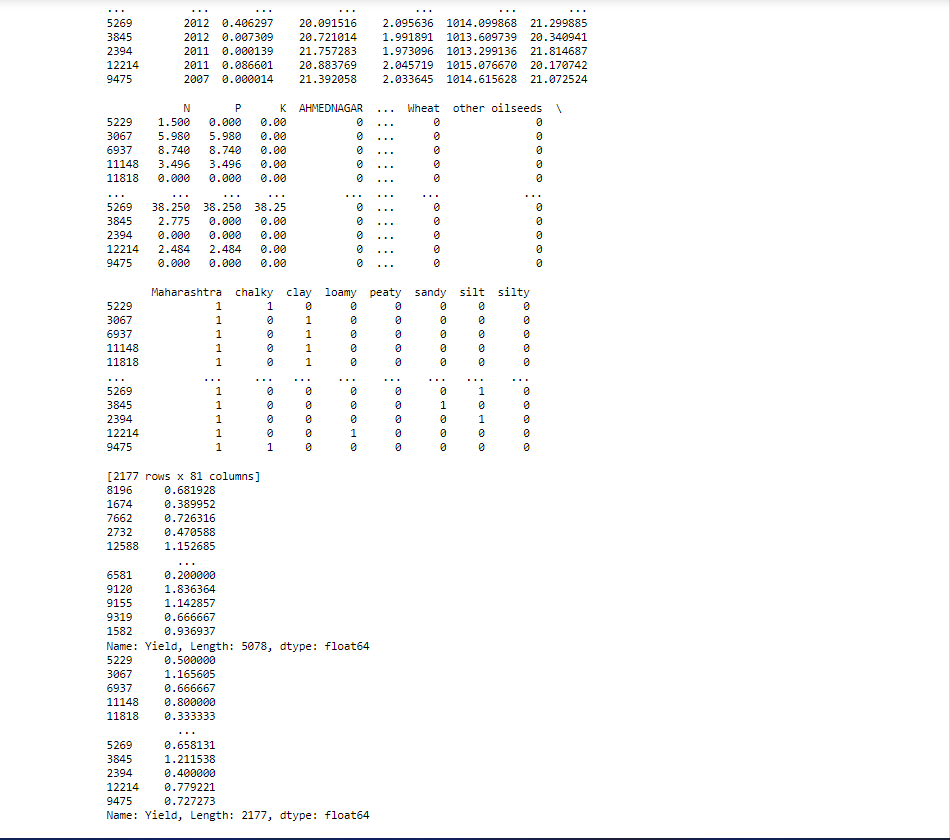 ... ... ... ... ... ... ...
5269 2012 0.406297 20.091516 2.095636 1014.099868 21.299885
3845 2012 0.007309 20.721014 1.991891 1013.609739 20.340941
2394 2011 0.000139 21.757283 1.973096 1013.299136 21.814687
12214 2011 0.086601 20.883769 2.045719 1015.076670 20.170742
9475 2007 0.000014 21.392058 2.033645 1014.615628 21.072524
N P K AHMEDNAGAR ... Wheat other oilseeds \
5229 1.500 0.000 0.00 0 ... 0 0
3067 5.980 5.980 0.00 0 ... 0 0
6937 8.740 8.740 0.00 0 ... 0 0
11148 3.496 3.496 0.00 0 ... 0 0
11818 0.000 0.000 0.00 0 ... 0 0
... ... ... ... ... ... ... ...
5269 38.250 38.250 38.25 0 ... 0 0
3845 2.775 0.000 0.00 0 ... 0 0
2394 0.000 0.000 0.00 0 ... 0 0
12214 2.484 2.484 0.00 0 ... 0 0
9475 0.000 0.000 0.00 0 ... 0 0
Maharashtra chalky clay loamy peaty sandy silt silty
5229 1 1 0 0 0 0 0 0
3067 1 0 1 0 0 0 0 0
6937 1 0 1 0 0 0 0 0
11148 1 0 1 0 0 0 0 0
11818 1 0 1 0 0 0 0 0
... ... ... ... ... ... ... ... ...
5269 1 0 0 0 0 0 1 0
3845 1 0 0 0 0 1 0 0
2394 1 0 0 0 0 0 1 0
12214 1 0 0 1 0 0 0 0
9475 1 1 0 0 0 0 0 0
[2177 rows x 81 columns]
8196 0.681928
1674 0.389952
7662 0.726316
2732 0.470588
12588 1.152685
...
6581 0.200000
9120 1.836364
9155 1.142857
9319 0.666667
1582 0.936937
Name: Yield, Length: 5078, dtype: float64
5229 0.500000
3067 1.165605
6937 0.666667
11148 0.800000
11818 0.333333
...
5269 0.658131
3845 1.211538
2394 0.400000
12214 0.779221
9475 0.727273
Name: Yield, Length: 2177, dtype: float64